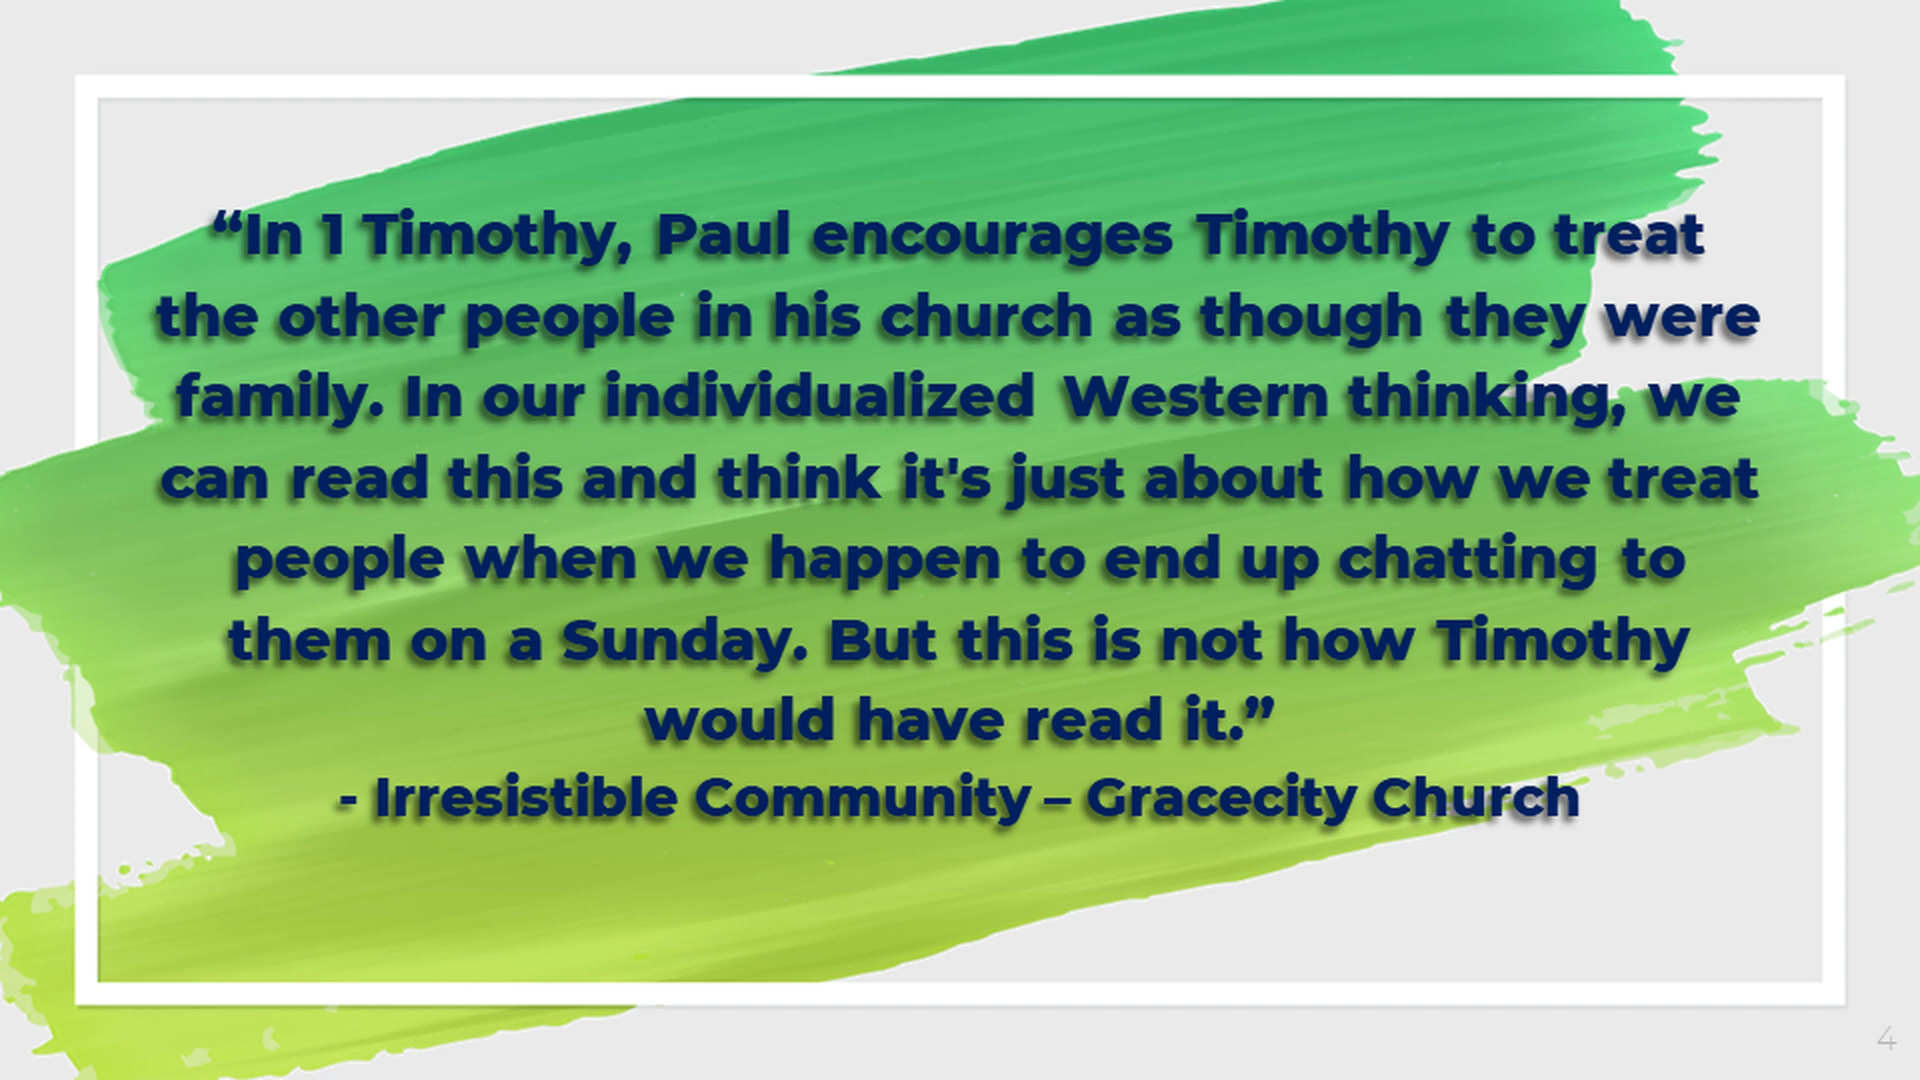 “In 1 Timothy, Paul encourages Timothy to treat
the other people in his church as though they were
family. In our individualized Western thinking, we
can read this and think it's just about how we treat
people when we happen to end up chatting to
them on a Sunday. But this is not how Timothy
would have read it.”
- Irresistible Community – Gracecity Church
4